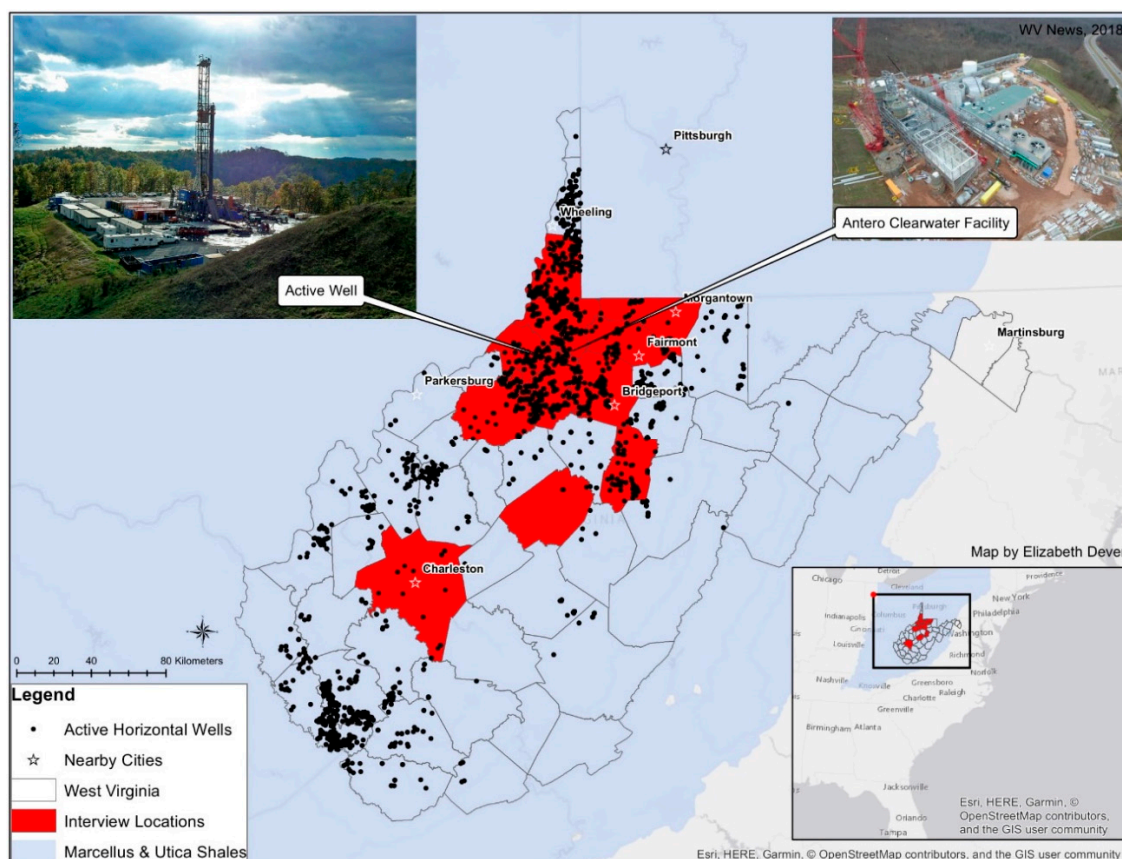 WV News, 2018
Pittsburgh
Wheeling
Antero Clearwater Facility
Active Well
Morgantown
Fairmont
Martinsburg
Parkersburg
Bridgeport
Charleston
Map by Elizabeth Dever
0 20 40 80 Kilometers
Legend
Active Horizontal Wells
Nearby Cities
West Virginia
Interview Locations
Marcellus & Utica Shales
Chicago
Detroit
Cleveland
Providence
New York
Pittsburgh
Philadelphia
Indianapolis
Columbus
Washington
Louisville
Richmond
Norfolk
Nashville
Knoxville
Greensboro
Raleigh
Charlotte
Greenville
Birmingham
Atlanta
Jacksonville
Orlando
Tampa
Esri, HERE, Garmin, ©
OpenStreetMap contributors,
and the GIS user community
Esri, HERE, Garmin, © OpenStreetMap contributors, and the GIS user community